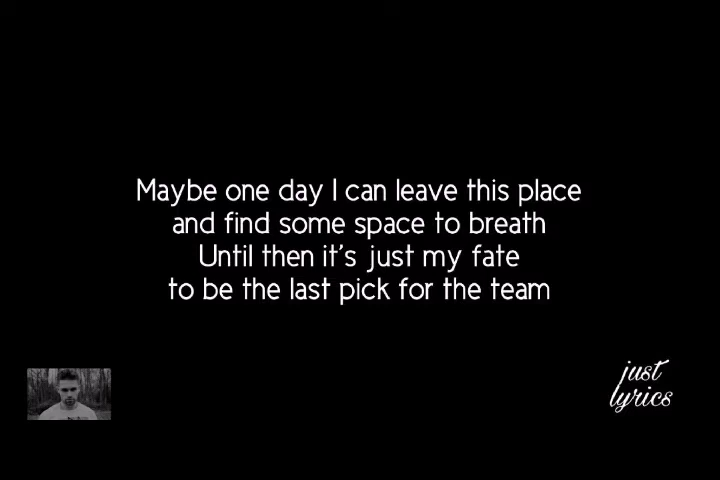 Maybe one day I can leave this place
and find some space to breath
Until then it's just my fate
to be the last pick for the team
just
lyrics